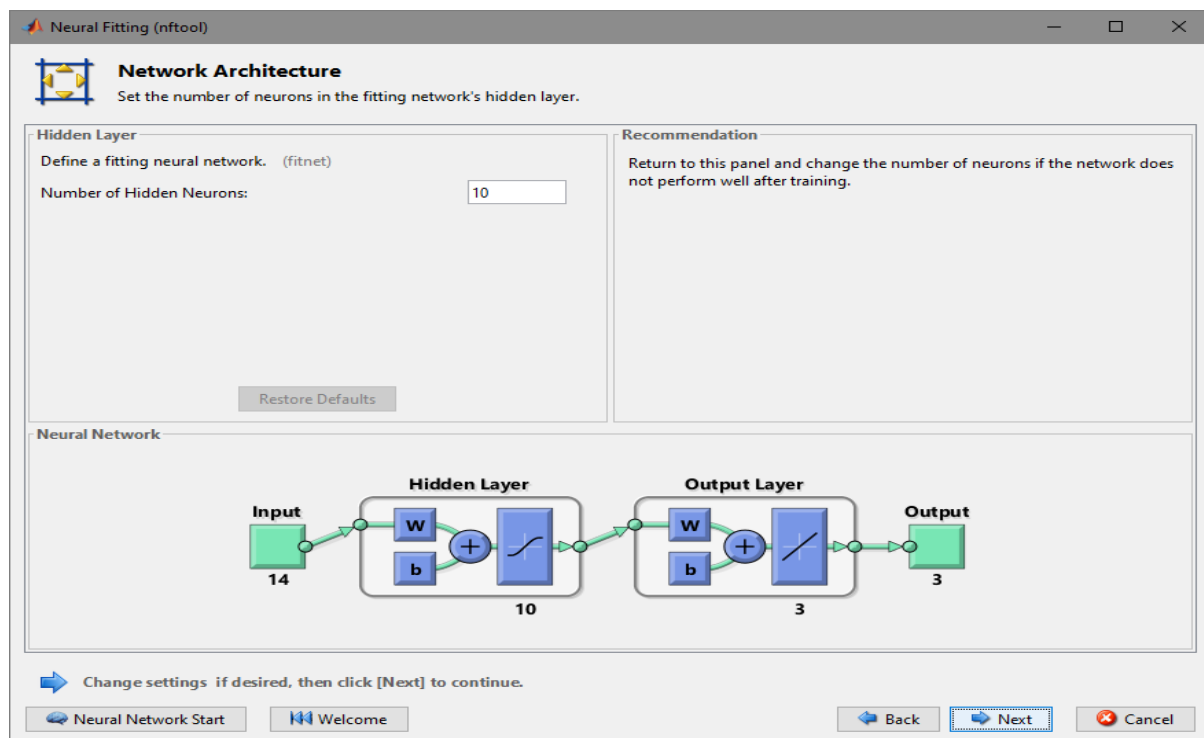 Neural Fitting (nftool)
Network Architecture
Set the number of neurons in the fitting network's hidden layer.
Hidden Layer
Define a fitting neural network. (fitnet)
Number of Hidden Neurons: 10
Restore Defaults
Recommendation
Return to this panel and change the number of neurons if the network does
not perform well after training.
Neural Network
Hidden Layer
Output Layer
Input
Output
W
b
+
W
b
+
14
10
3
3
Change settings if desired, then click [Next] to continue.
Neural Network Start
Welcome
Back
Next
Cancel